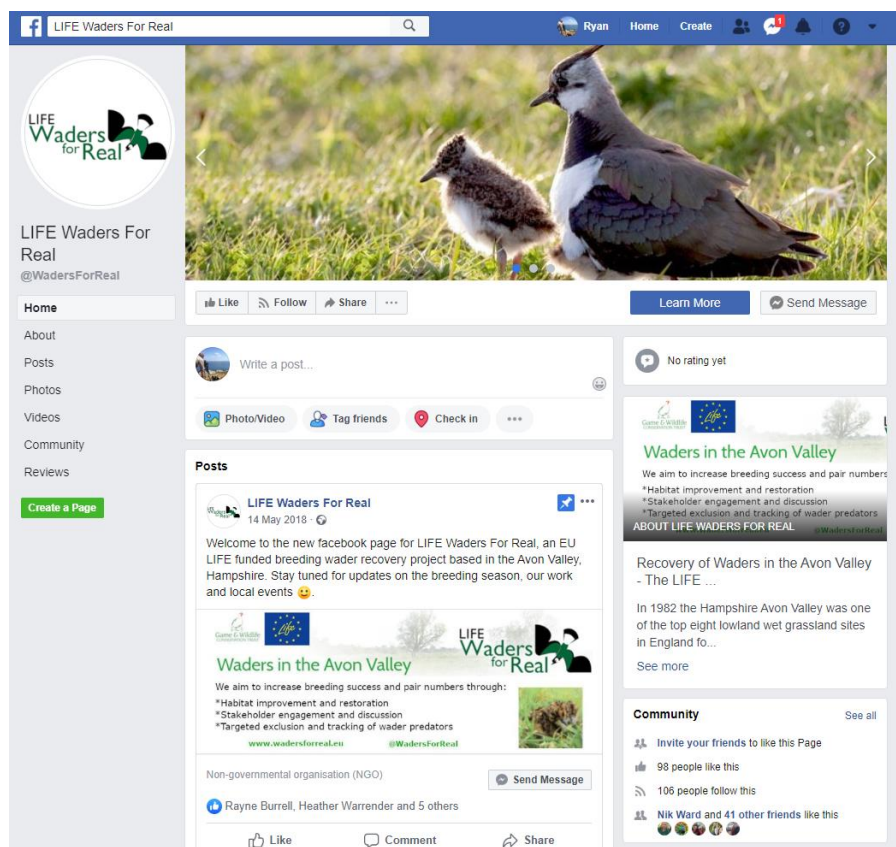 LIFE Waders For Real
Ryan
Home
Create
1
LIFE
Waders
for Real
LIFE Waders For
Real
@WadersForReal
Home
About
Posts
Photos
Videos
Community
Reviews
Create a Page
Like
Follow
Share
Learn More
Send Message
Write a post...
Photo/Video
Tag friends
Check in
Posts
LIFE Waders For Real
14 May 2018
Welcome to the new facebook page for LIFE Waders For Real, an EU
LIFE funded breeding wader recovery project based in the Avon Valley,
Hampshire. Stay tuned for updates on the breeding season, our work
and local events 😀.
Game & Wildlife
CONSERVATION TRUST
Life
LIFE
Waders
for Real
Waders in the Avon Valley
We aim to increase breeding success and pair numbers through:
*Habitat improvement and restoration
*Stakeholder engagement and discussion
*Targeted exclusion and tracking of wader predators
www.wadersforreal.eu @WadersForReal
Non-governmental organisation (NGO)
Send Message
Rayne Burrell, Heather Warrender and 5 others
Like
Comment
Share
No rating yet
Game & Wildlife
CONSERVATION TRUST
Life
Waders in the Avon Valley
We aim to increase breeding success and pair numbers
*Habitat improvement and restoration
*Stakeholder engagement and discussion
*Targeted exclusion and tracking of wader predators
@WadersForReal
ABOUT LIFE WADERS FOR REAL
Recovery of Waders in the Avon Valley
- The LIFE ...
In 1982 the Hampshire Avon Valley was one
of the top eight lowland wet grassland sites
in England fo...
See more
Community
See all
Invite your friends to like this Page
98 people like this
106 people follow this
Nik Ward and 41 other friends like this